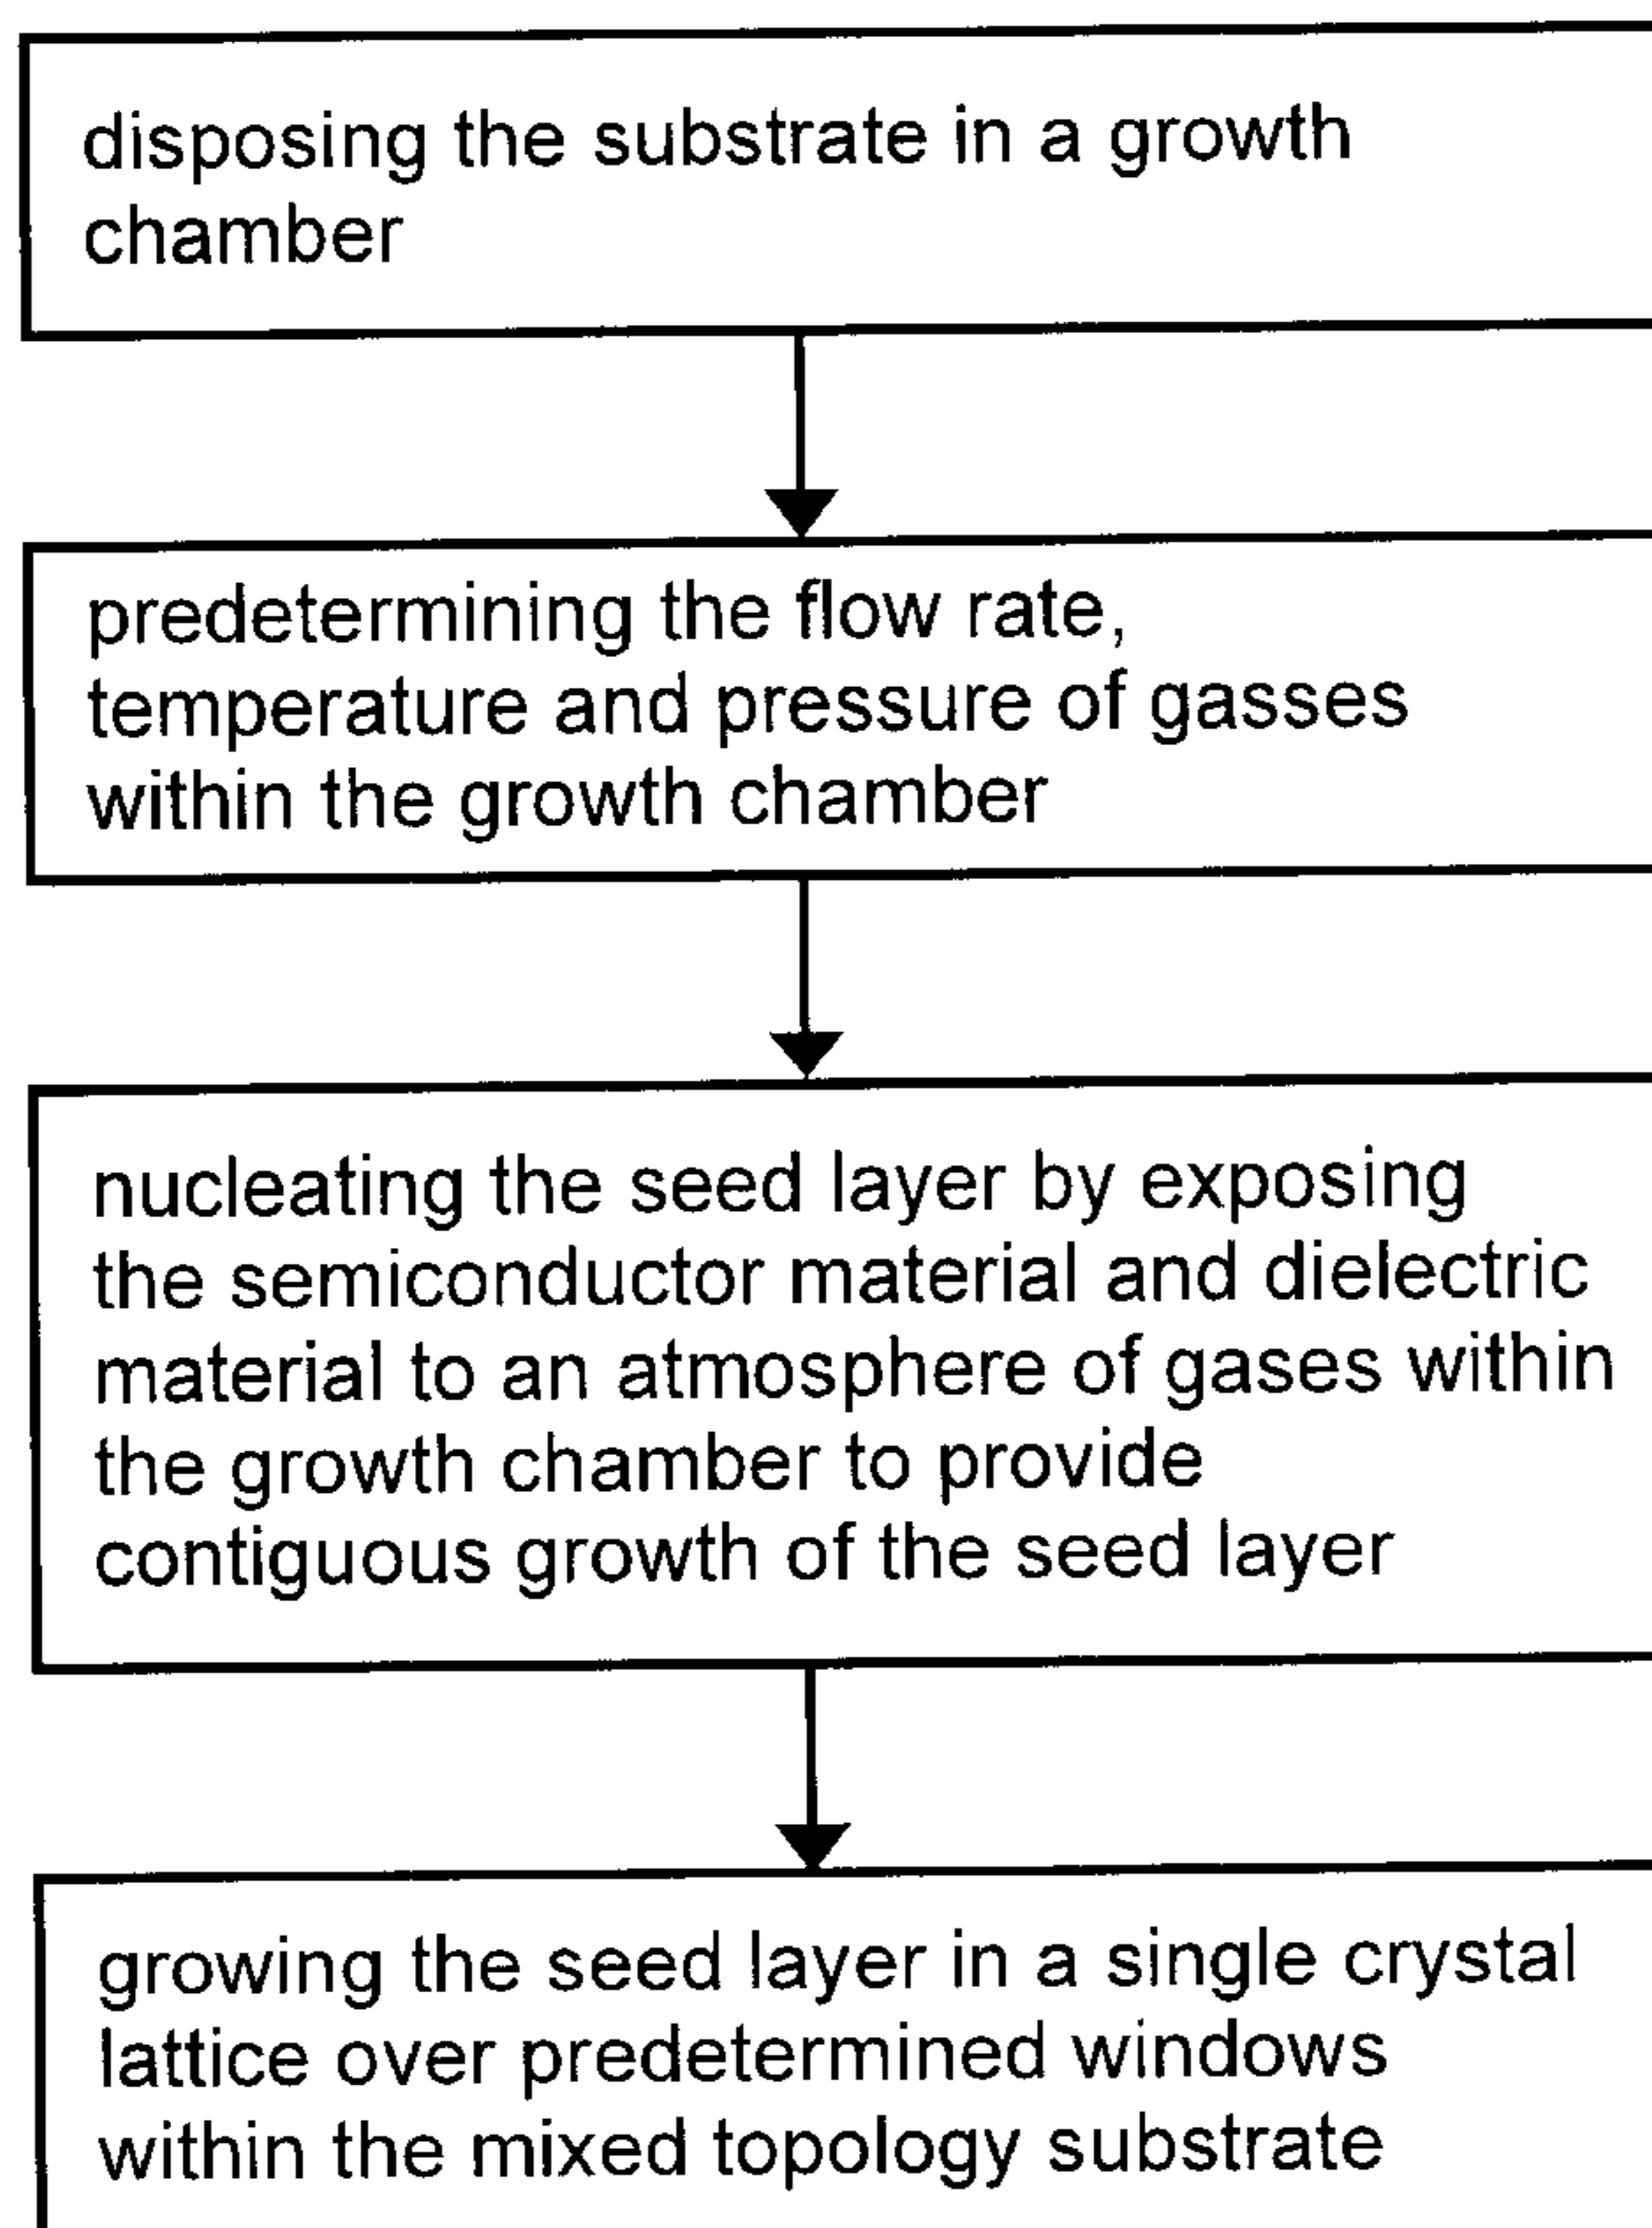 disposing the substrate in a growth
chamber
predetermining the flow rate,
temperature and pressure of gasses
within the growth chamber
nucleating the seed layer by exposing
the semiconductor material and dielectric
material to an atmosphere of gases within
the growth chamber to provide
contiguous growth of the seed layer
growing the seed layer in a single crystal
lattice over predetermined windows
within the mixed topology substrate